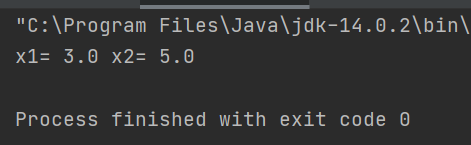 "C:\Program Files\Java\jdk-14.0.2\bin\
x1= 3.0 x2= 5.0
Process finished with exit code 0